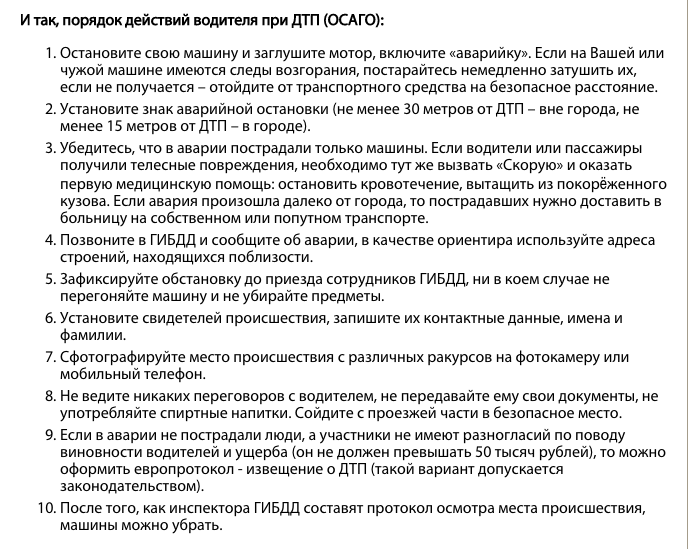 И так, порядок действий водителя при ДТП (ОСАГО):
1. Остановите свою машину и заглушите мотор, включите «аварийку». Если на Вашей или
чужой машине имеются следы возгорания, постарайтесь немедленно затушить их,
если не получается – отойдите от транспортного средства на безопасное расстояние.
2. Установите знак аварийной остановки (не менее 30 метров от ДТП – вне города, не
менее 15 метров от ДТП – в городе).
3. Убедитесь, что в аварии пострадали только машины. Если водители или пассажиры
получили телесные повреждения, необходимо тут же вызвать «Скорую» и оказать
первую медицинскую помощь: остановить кровотечение, вытащить из покорёженного
кузова. Если авария произошла далеко от города, то пострадавших нужно доставить в
больницу на собственном или попутном транспорте.
4. Позвоните в ГИБДД и сообщите об аварии, в качестве ориентира используйте адреса
строений, находящихся поблизости.
5. Зафиксируйте обстановку до приезда сотрудников ГИБДД, ни в коем случае не
перегоняйте машину и не убирайте предметы.
6. Установите свидетелей происшествия, запишите их контактные данные, имена и
фамилии.
7. Сфотографируйте место происшествия с различных ракурсов на фотокамеру или
мобильный телефон.
8. Не ведите никаких переговоров с водителем, не передавайте ему свои документы, не
употребляйте спиртные напитки. Сойдите с проезжей части в безопасное место.
9. Если в аварии не пострадали люди, а участники не имеют разногласий по поводу
виновности водителей и ущерба (он не должен превышать 50 тысяч рублей), то можно
оформить европротокол - извещение о ДТП (такой вариант допускается
законодательством).
10. После того, как инспектора ГИБДД составят протокол осмотра места происшествия,
машины можно убрать.